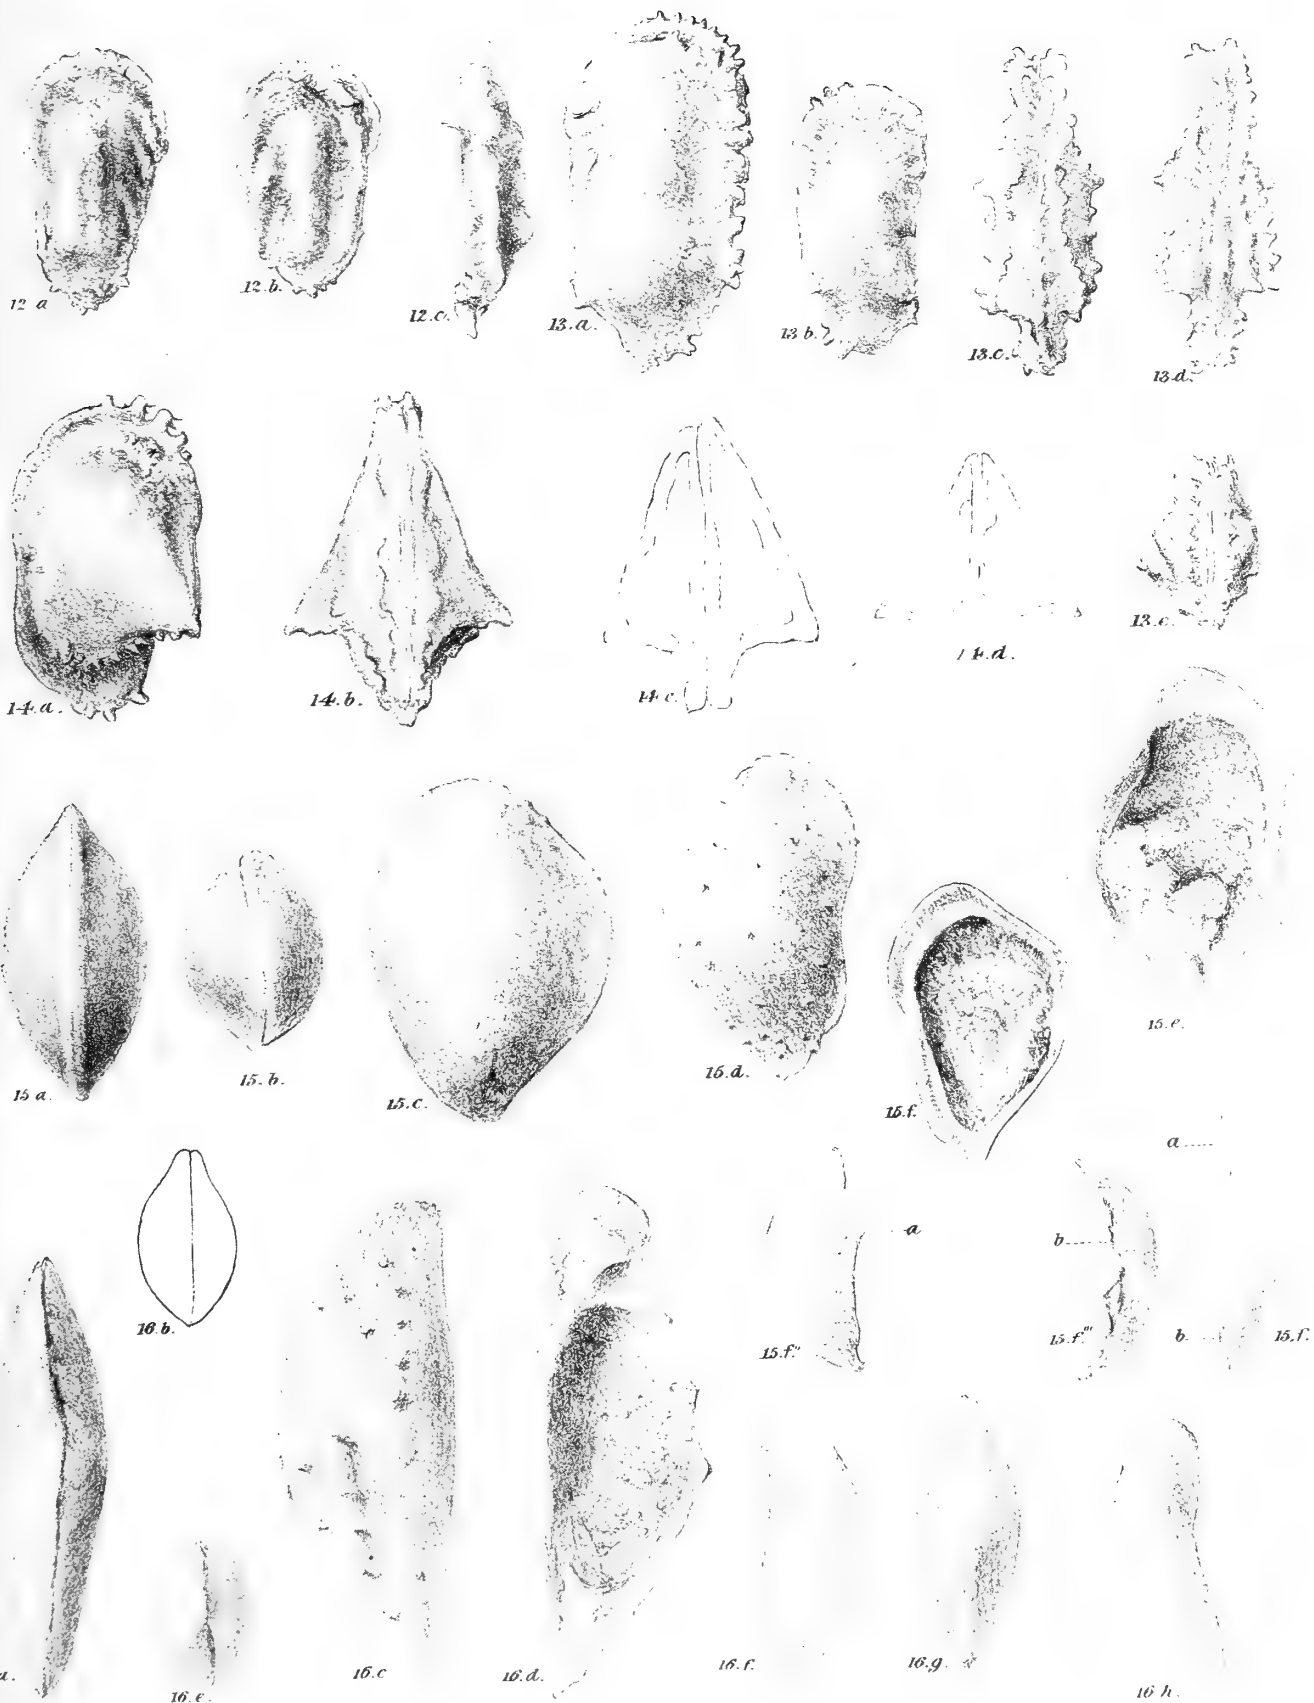 12 a
12. b.
12. c.
13. a.
13 b.
13. c.
13. d.
14. a.
14. b.
14. c.
14. d.
13. e.
15 a.
15. b.
15. c.
15. d.
15. f.
15. e.
a
16. b.
a
15. f."
b
15. f.'''
b.
15. f.
a.
16. e.
16. c
16. d.
16. f.
16. g.
16 h.